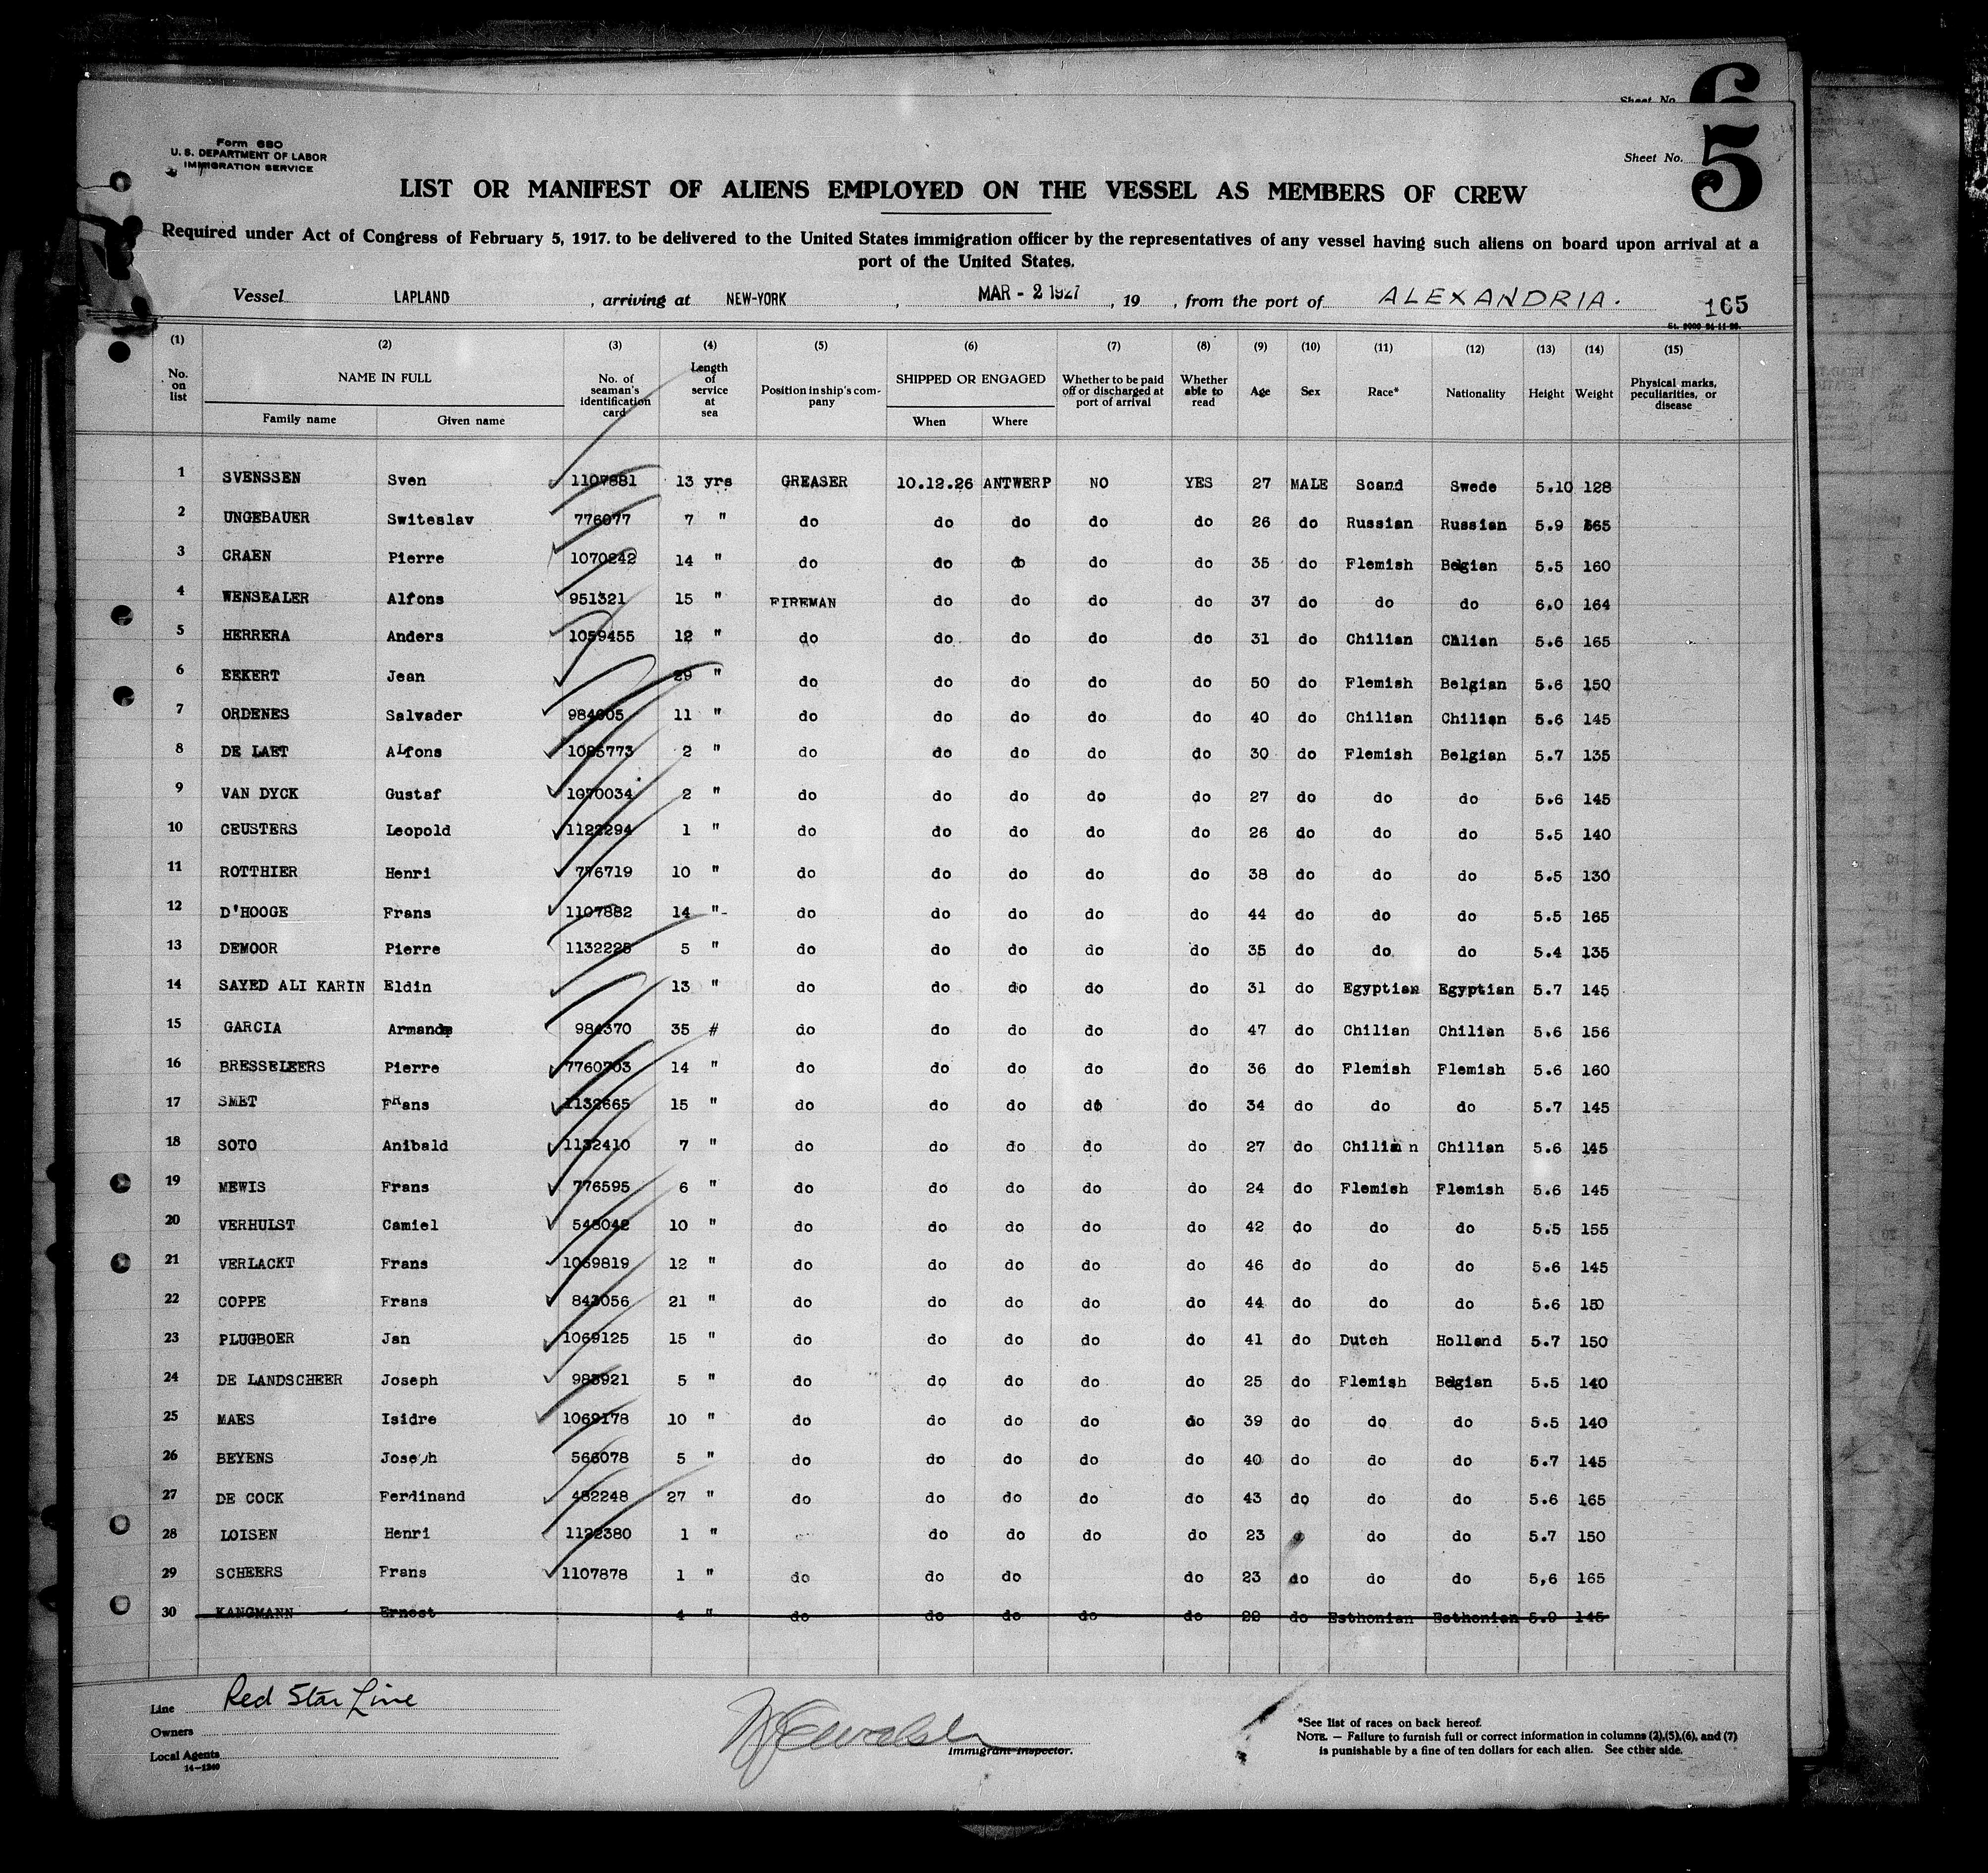 Sheet No. 6
Form 680
U. S. DEPARTMENT OF LABOR
IMMIGRATION SERVICE
Sheet No. 5
LIST OR MANIFEST OF ALIENS EMPLOYED ON THE VESSEL AS MEMBERS OF CREW
Required under Act of Congress of February 5, 1917. to be delivered to the United States immigration officer by the representatives of any vessel having such aliens on board upon arrival at a
port of the United States.
Vessel LAPLAND , arriving at NEW-YORK , MAR - 2 1927 , 19 , from the port of ALEXANDRIA. 165
(1) (2) (3) (4) (5) (6) (7) (8) (9) (10) (11) (12) (13) (14) (15)
No. on list NAME IN FULL Family name Given name No. of seaman's identification card Length of service at sea Position in ship's company SHIPPED OR ENGAGED When Where Whether to be paid off or discharged at port of arrival Whether able to read Age Sex Race* Nationality Height Weight Physical marks, peculiarities, or disease
1 SVENSSEN Sven 1107881 13 yrs GREASER 10.12.26 ANTWERP NO YES 27 MALE Scand Swede 5.10 128
2 UNGEBAUER Switeslav 776077 7 " do do do do do 26 do Russian Russian 5.9 165
3 CRAEN Pierre 1070242 14 " do do do do do 35 do Flemish Belgian 5.5 160
4 WENSEALER Alfons 951321 15 " FIREMAN do do do do 37 do do do 6.0 164
5 HERRERA Anders 1059455 12 " do do do do do 31 do Chilian Chlian 5.6 165
6 EEKERT Jean 29 " do do do do do 50 do Flemish Belgian 5.6 150
7 ORDENES Salvader 984005 11 " do do do do do 40 do Chilian Chilian 5.6 145
8 DE LAET Alfons 1085773 2 " do do do do do 30 do Flemish Belgian 5.7 135
9 VAN DYCK Gustaf 1070034 2 " do do do do do 27 do do do 5.6 145
10 CEUSTERS Leopold 1122294 1 " do do do do do 26 do do do 5.5 140
11 ROTTHIER Henri 776719 10 " do do do do do 38 do do do 5.5 130
12 D'HOOGE Frans 1107882 14 "- do do do do do 44 do do do 5.5 165
13 DEMOOR Pierre 1132225 5 " do do do do do 35 do do do 5.4 135
14 SAYED ALI KARIN Eldin 13 " do do do do do 31 do Egyptian Egyptian 5.7 145
15 GARCIA Armando 984370 35 # do do do do do 47 do Chilian Chilian 5.6 156
16 BRESSELEERS Pierre 7760703 14 " do do do do do 36 do Flemish Flemish 5.6 160
17 SMET FRans 1132665 15 " do do do do do 34 do do do 5.7 145
18 SOTO Anibald 1132410 7 " do do do do do 27 do Chilian Chilian 5.6 145
19 MEWIS Frans 776595 6 " do do do do do 24 do Flemish Flemish 5.6 145
20 VERHULST Camiel 548042 10 " do do do do do 42 do do do 5.5 155
21 VERLACKT Frans 1069819 12 " do do do do do 46 do do do 5.6 145
22 COPPE Frans 843056 21 " do do do do do 44 do do do 5.6 150
23 PLUGBOER Jan 1069125 15 " do do do do do 41 do Dutch Holland 5.7 150
24 DE LANDSCHEER Joseph 983921 5 " do do do do do 25 do Flemish Belgian 5.5 140
25 MAES Isidre 1069178 10 " do do do do do 39 do do do 5.5 140
26 BEYENS Joseph 566078 5 " do do do do do 40 do do do 5.7 145
27 DE COCK Ferdinand 482248 27 " do do do do do 43 do do do 5.6 165
28 LOISEN Henri 1122380 1 " do do do do 23 do do 5.7 150
29 SCHEERS Frans 1107878 1 " do do do do 23 do do do 5,6 165
30 KANGMANN Ernest 4 " do do do do do 28 do Esthonian Esthonian 5.9 145
Line Red Star Line
Owners
Local Agents
14-1240
Immigrant Inspector.
*See list of races on back hereof.
NOTE. — Failure to furnish full or correct information in columns (2),(5),(6), and (7)
is punishable by a fine of ten dollars for each alien. See other side.